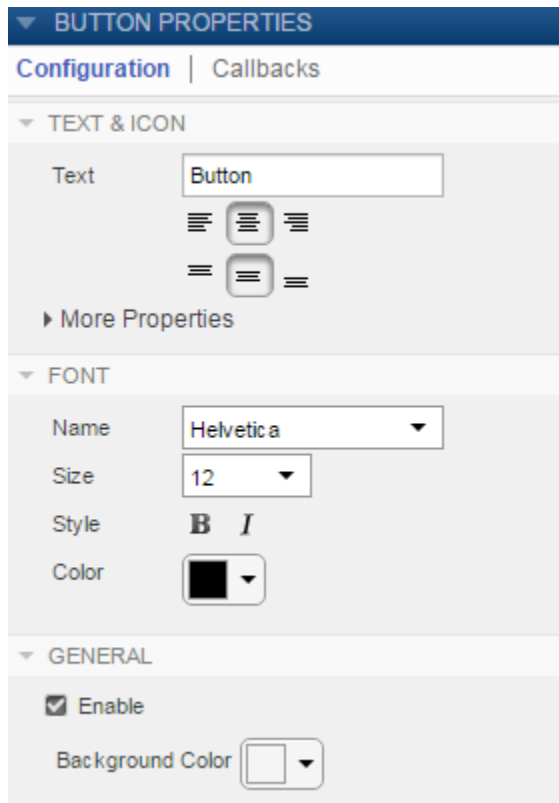 BUTTON PROPERTIES
Configuration | Callbacks
TEXT & ICON
Text Button
More Properties
FONT
Name Helvetica
Size 12
Style B I
Color
GENERAL
Enable
Background Color